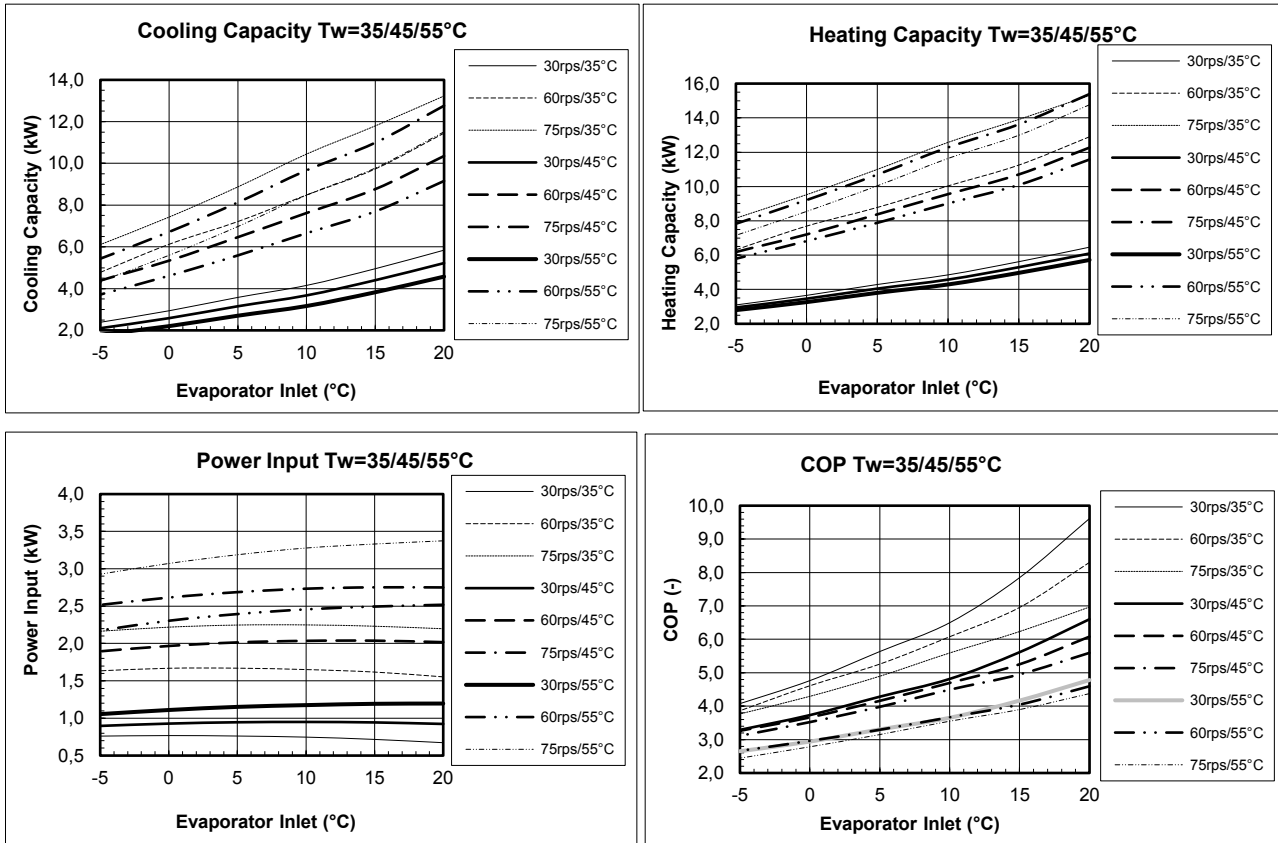 Cooling Capacity Tw=35/45/55°C
Cooling Capacity (kW)
14,0
12,0
10,0
8,0
6,0
4,0
2,0
-5 0 5 10 15 20
Evaporator Inlet (°C)
30rps/35°C
60rps/35°C
75rps/35°C
30rps/45°C
60rps/45°C
75rps/45°C
30rps/55°C
60rps/55°C
75rps/55°C
Heating Capacity Tw=35/45/55°C
Heating Capacity (kW)
16,0
14,0
12,0
10,0
8,0
6,0
4,0
2,0
-5 0 5 10 15 20
Evaporator Inlet (°C)
30rps/35°C
60rps/35°C
75rps/35°C
30rps/45°C
60rps/45°C
75rps/45°C
30rps/55°C
60rps/55°C
75rps/55°C
Power Input Tw=35/45/55°C
Power Input (kW)
4,0
3,5
3,0
2,5
2,0
1,5
1,0
0,5
-5 0 5 10 15 20
Evaporator Inlet (°C)
30rps/35°C
60rps/35°C
75rps/35°C
30rps/45°C
60rps/45°C
75rps/45°C
30rps/55°C
60rps/55°C
75rps/55°C
COP Tw=35/45/55°C
COP (-)
10,0
9,0
8,0
7,0
6,0
5,0
4,0
3,0
2,0
-5 0 5 10 15 20
Evaporator Inlet (°C)
30rps/35°C
60rps/35°C
75rps/35°C
30rps/45°C
60rps/45°C
75rps/45°C
30rps/55°C
60rps/55°C
75rps/55°C